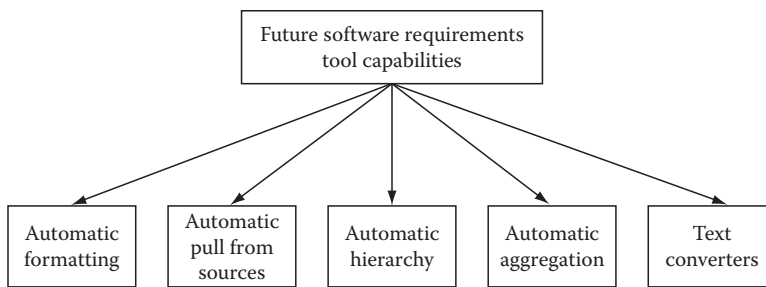 Future software requirements
tool capabilities
Automatic
formatting
Automatic
pull from
sources
Automatic
hierarchy
Automatic
aggregation
Text
converters